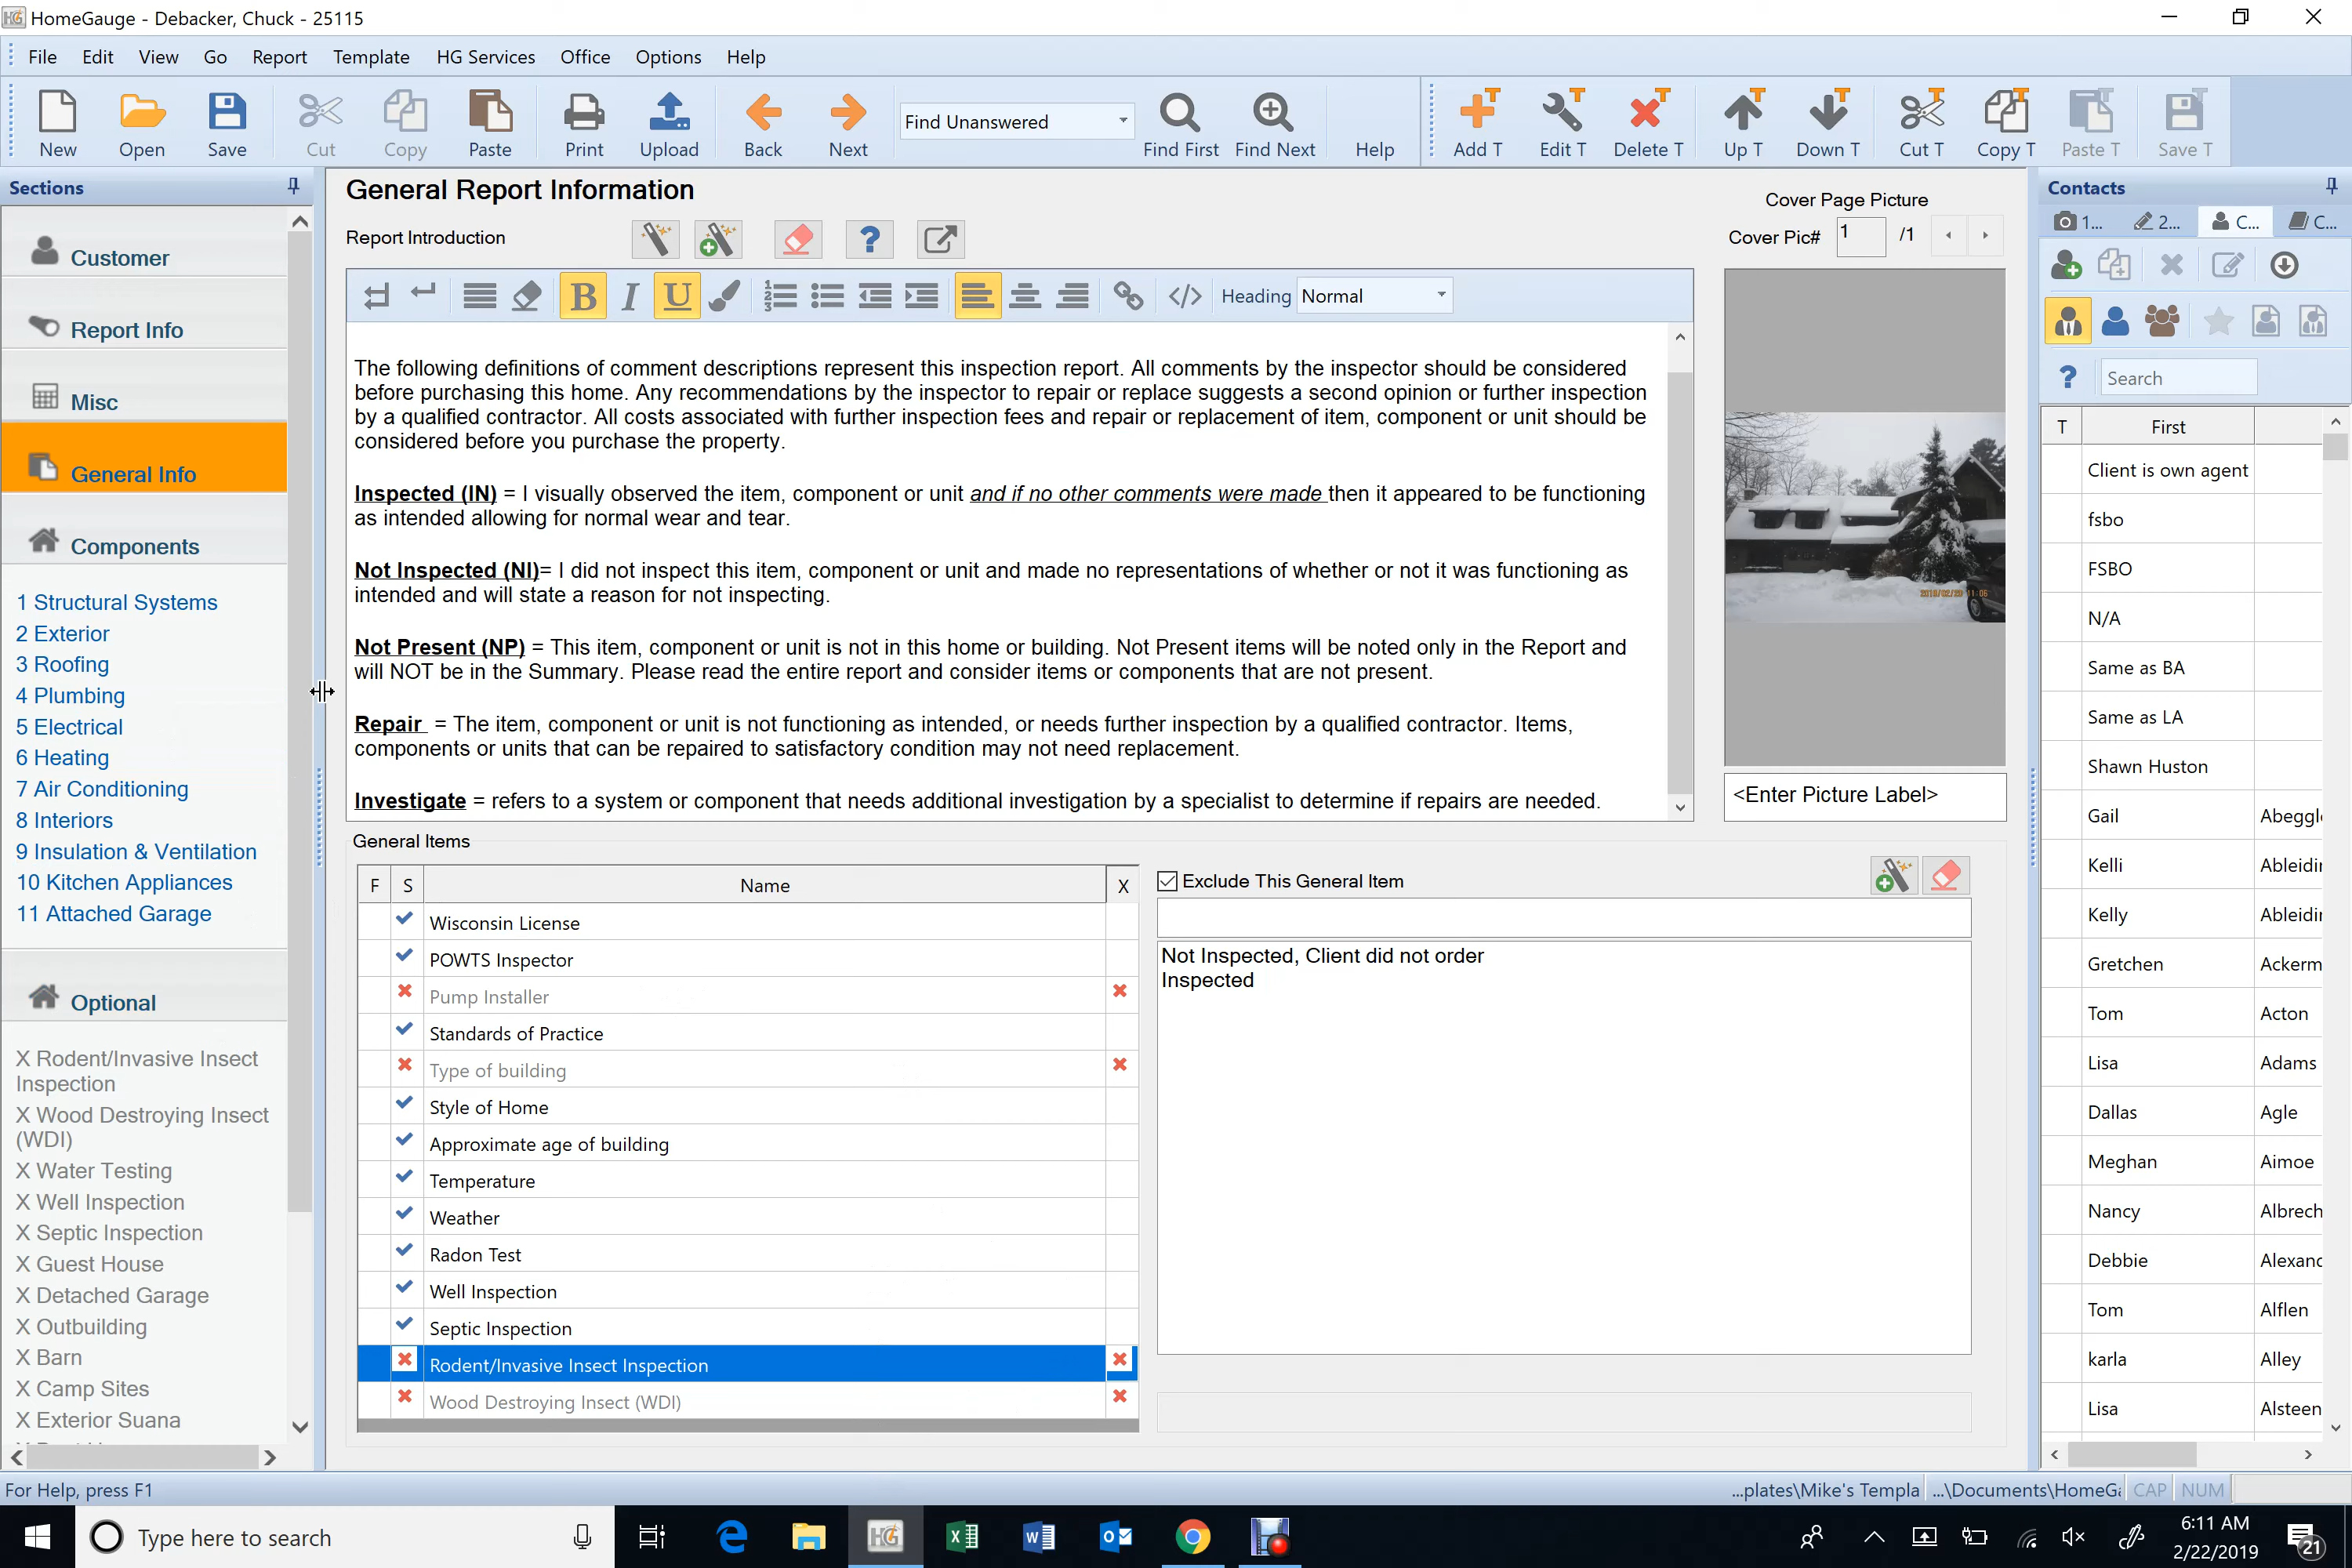 HomeGauge - Debacker, Chuck - 25115
File Edit View Go Report Template HG Services Office Options Help
New Open Save Cut Copy Paste Print Upload Back Next Find Unanswered Find First Find Next Help Add T Edit T Delete T Up T Down T Cut T Copy T Paste T Save T
Sections
Customer
Report Info
Misc
General Info
Components
1 Structural Systems
2 Exterior
3 Roofing
4 Plumbing
5 Electrical
6 Heating
7 Air Conditioning
8 Interiors
9 Insulation & Ventilation
10 Kitchen Appliances
11 Attached Garage
Optional
X Rodent/Invasive Insect
Inspection
X Wood Destroying Insect
(WDI)
X Water Testing
X Well Inspection
X Septic Inspection
X Guest House
X Detached Garage
X Outbuilding
X Barn
X Camp Sites
X Exterior Suana
General Report Information
Report Introduction
Heading Normal
The following definitions of comment descriptions represent this inspection report. All comments by the inspector should be considered
before purchasing this home. Any recommendations by the inspector to repair or replace suggests a second opinion or further inspection
by a qualified contractor. All costs associated with further inspection fees and repair or replacement of item, component or unit should be
considered before you purchase the property.
Inspected (IN) = I visually observed the item, component or unit and if no other comments were made then it appeared to be functioning
as intended allowing for normal wear and tear.
Not Inspected (NI)= I did not inspect this item, component or unit and made no representations of whether or not it was functioning as
intended and will state a reason for not inspecting.
Not Present (NP) = This item, component or unit is not in this home or building. Not Present items will be noted only in the Report and
will NOT be in the Summary. Please read the entire report and consider items or components that are not present.
Repair = The item, component or unit is not functioning as intended, or needs further inspection by a qualified contractor. Items,
components or units that can be repaired to satisfactory condition may not need replacement.
Investigate = refers to a system or component that needs additional investigation by a specialist to determine if repairs are needed.
Cover Page Picture
Cover Pic# 1 /1
<Enter Picture Label>
General Items
F S Name X
Wisconsin License
POWTS Inspector
Pump Installer
Standards of Practice
Type of building
Style of Home
Approximate age of building
Temperature
Weather
Radon Test
Well Inspection
Septic Inspection
Rodent/Invasive Insect Inspection
Wood Destroying Insect (WDI)
Exclude This General Item
Not Inspected, Client did not order
Inspected
Contacts
1... 2... C... C...
Search
T First
Client is own agent
fsbo
FSBO
N/A
Same as BA
Same as LA
Shawn Huston
Gail Abeggl
Kelli Ableidi
Kelly Ableidi
Gretchen Ackerm
Tom Acton
Lisa Adams
Dallas Agle
Meghan Aimoe
Nancy Albrech
Debbie Alexanc
Tom Alflen
karla Alley
Lisa Alsteen
For Help, press F1
...plates\Mike's Templa ...\Documents\HomeGa CAP NUM
Type here to search
6:11 AM
2/22/2019
21